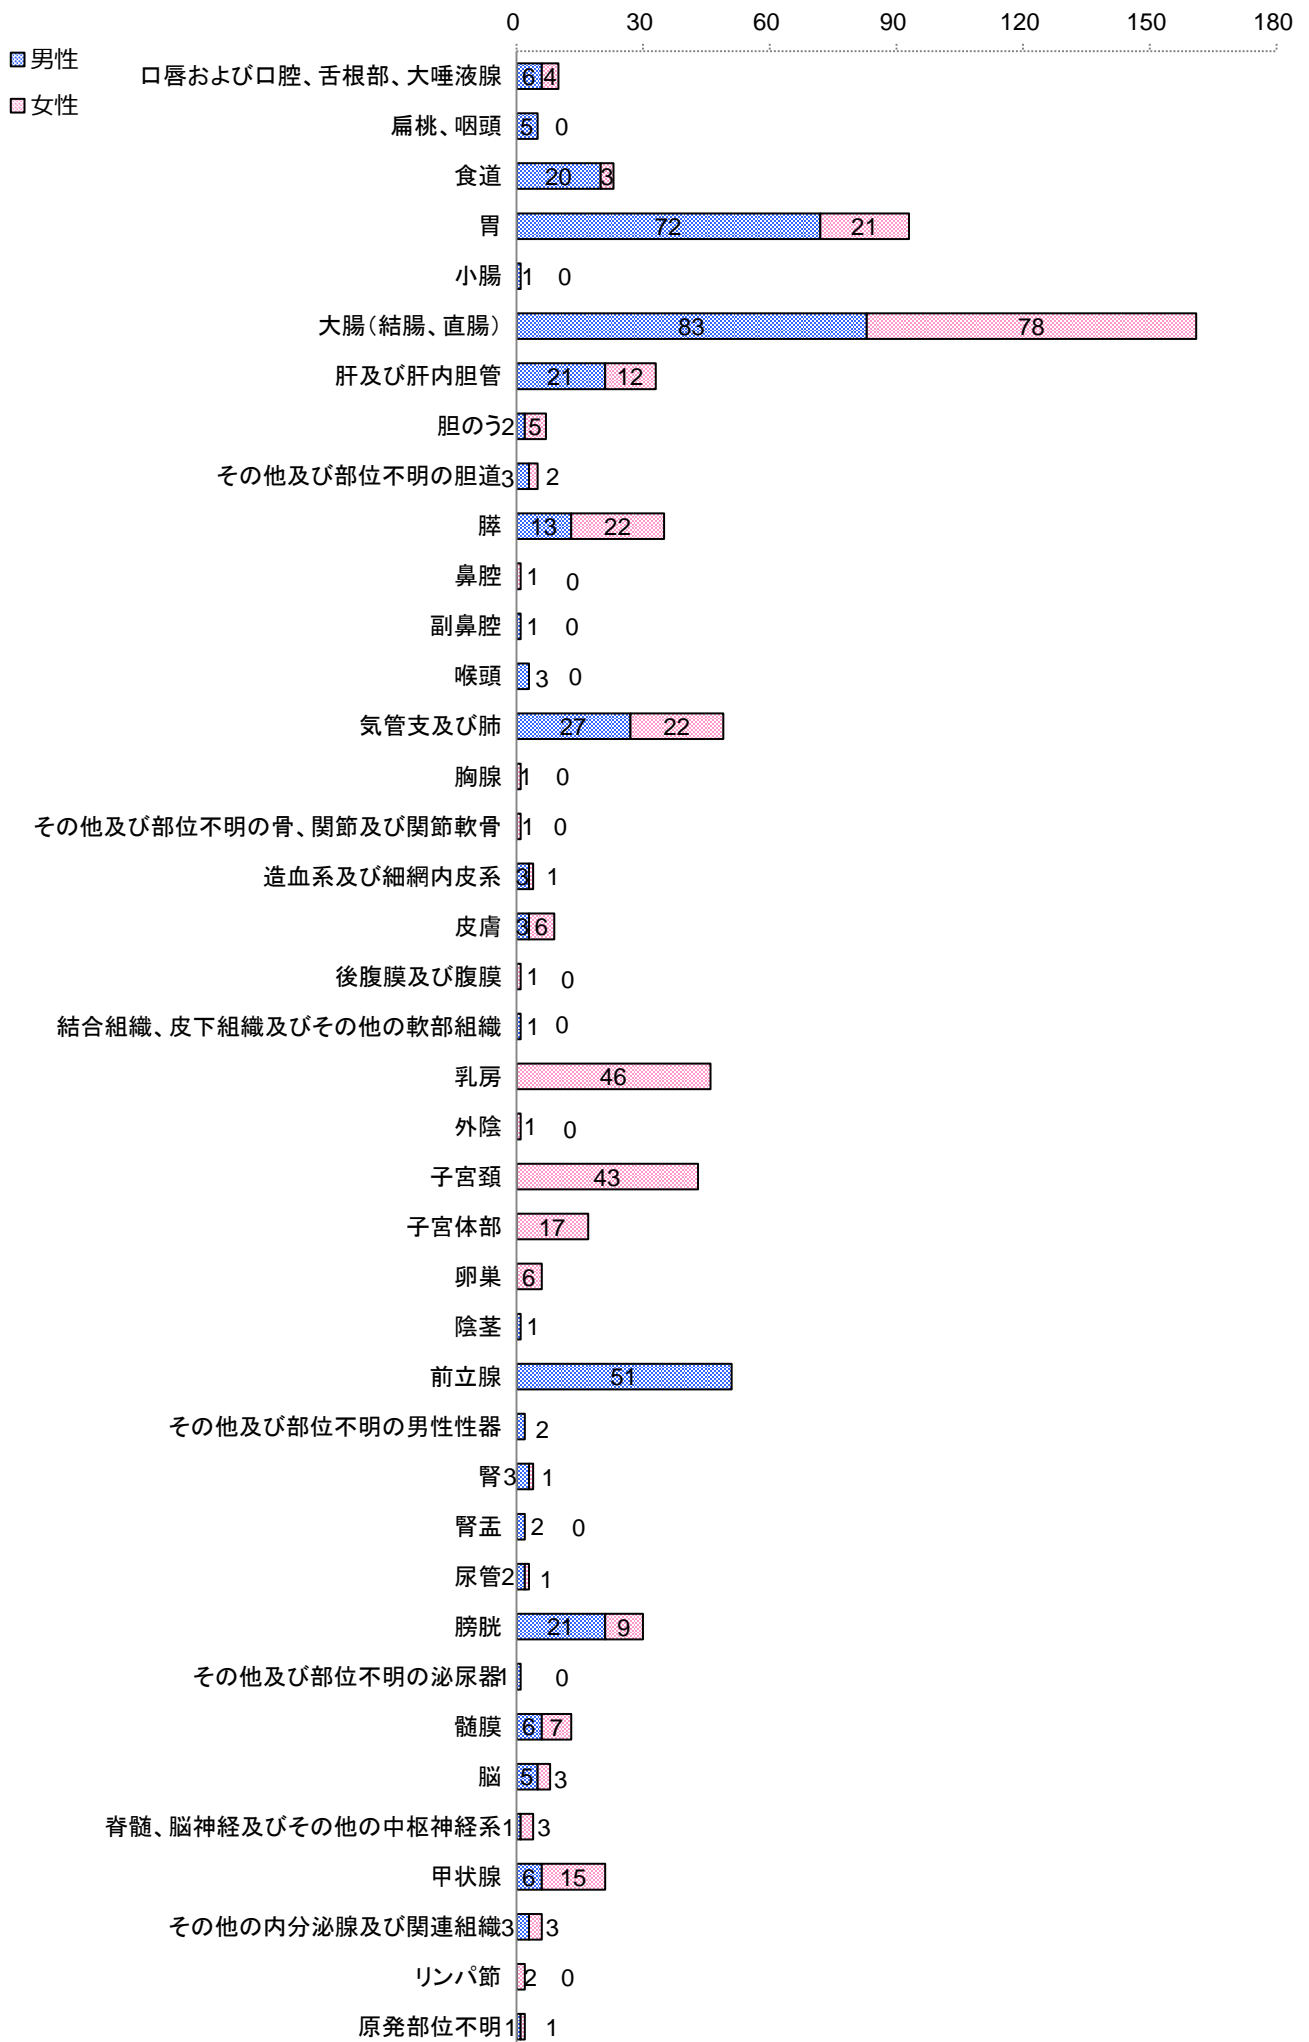 0 30 60 90 120 150 180
男性
女性
口唇および口腔、舌根部、大唾液腺 6 4
扁桃、咽頭 5 0
食道 20 3
胃 72 21
小腸 1 0
大腸(結腸、直腸) 83 78
肝及び肝内胆管 21 12
胆のう 2 5
その他及び部位不明の胆道 3 2
膵 13 22
鼻腔 1 0
副鼻腔 1 0
喉頭 3 0
気管支及び肺 27 22
胸腺 1 0
その他及び部位不明の骨、関節及び関節軟骨 1 0
造血系及び細網内皮系 3 1
皮膚 3 6
後腹膜及び腹膜 1 0
結合組織、皮下組織及びその他の軟部組織 1 0
乳房 46
外陰 1 0
子宮頚 43
子宮体部 17
卵巣 6
陰茎 1
前立腺 51
その他及び部位不明の男性性器 2
腎 3 1
腎盂 2 0
尿管 2 1
膀胱 21 9
その他及び部位不明の泌尿器 1 0
髄膜 6 7
脳 5 3
脊髄、脳神経及びその他の中枢神経系 1 3
甲状腺 6 15
その他の内分泌腺及び関連組織 3 3
リンパ節 2 0
原発部位不明 1 1